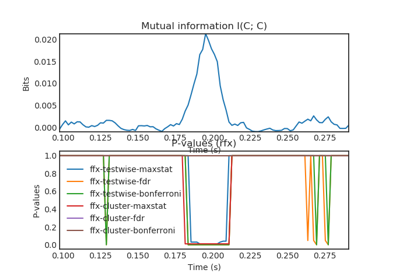 Mutual information I(C; C)
0.020
0.015
0.010
0.005
0.000
Bits
0.100 0.125 0.150 0.175 0.200 0.225 0.250 0.275
Time (s)
P-values (rfx)
1.0
0.8
0.6
0.4
0.2
0.0
P-values
ffx-testwise-maxstat
ffx-testwise-fdr
ffx-testwise-bonferroni
ffx-cluster-maxstat
ffx-cluster-fdr
ffx-cluster-bonferroni
0.100 0.125 0.150 0.175 0.200 0.225 0.250 0.275
Time (s)